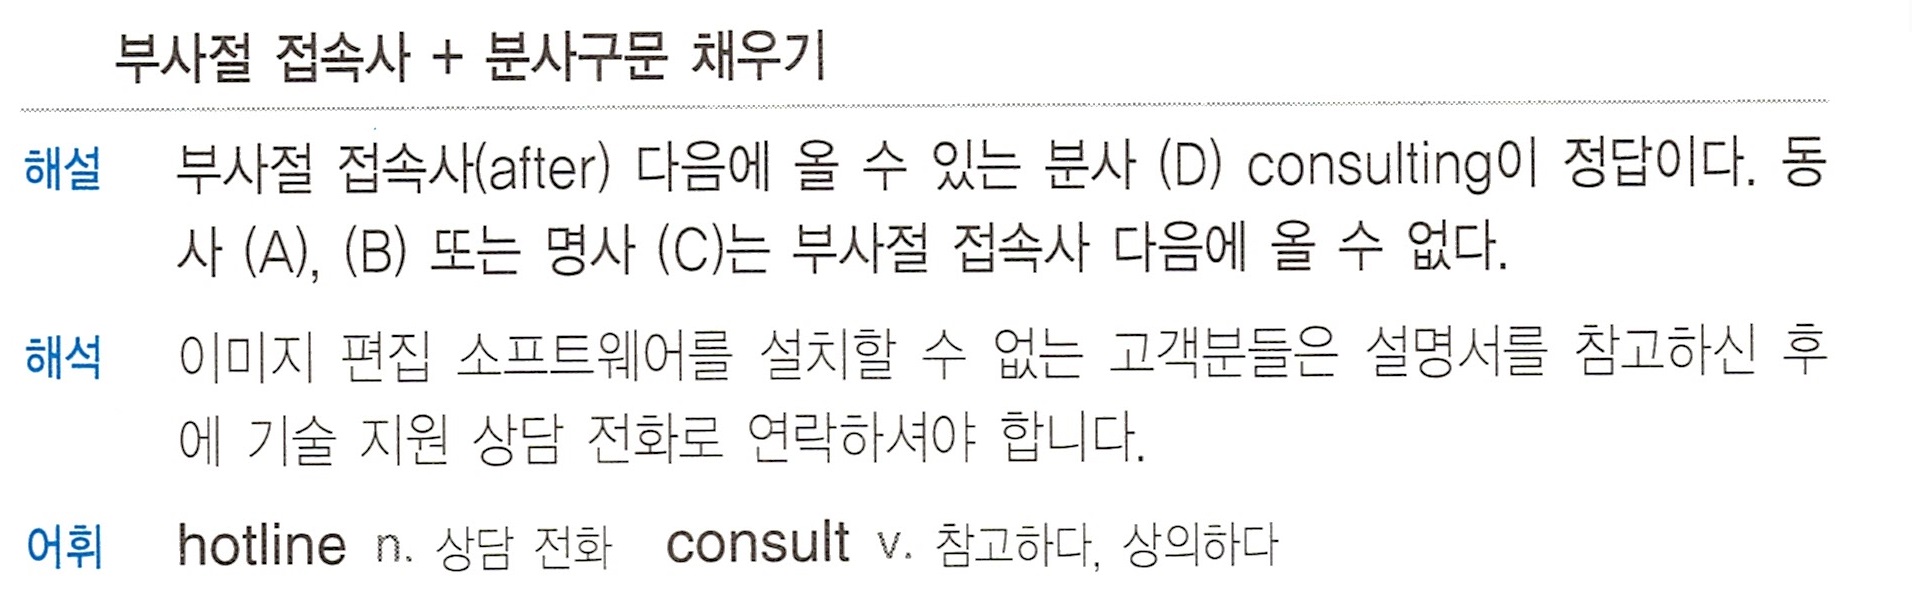 부사절 접속사 + 분사구문 채우기
해설 부사절 접속사(after) 다음에 올 수 있는 분사 (D) consulting이 정답이다. 동
사 (A), (B) 또는 명사 (C)는 부사절 접속사 다음에 올 수 없다.
해석 이미지 편집 소프트웨어를 설치할 수 없는 고객분들은 설명서를 참고하신 후
에 기술 지원 상담 전화로 연락하셔야 합니다.
어휘 hotline n. 상담 전화 consult v. 참고하다, 상의하다